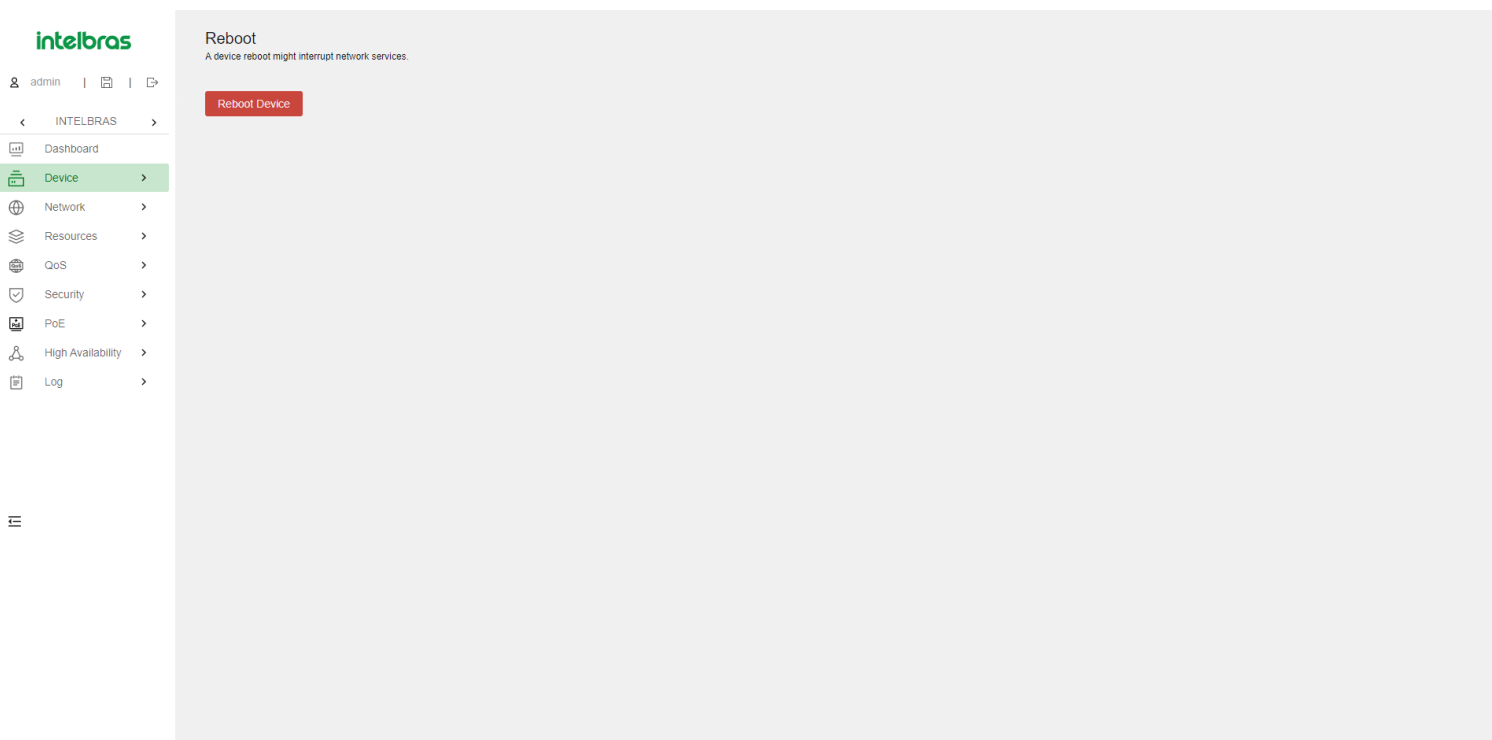 intelbras
admin | |
INTELBRAS
Dashboard
Device
Network
Resources
QoS
Security
PoE
High Availability
Log
Reboot
A device reboot might interrupt network services.
Reboot Device